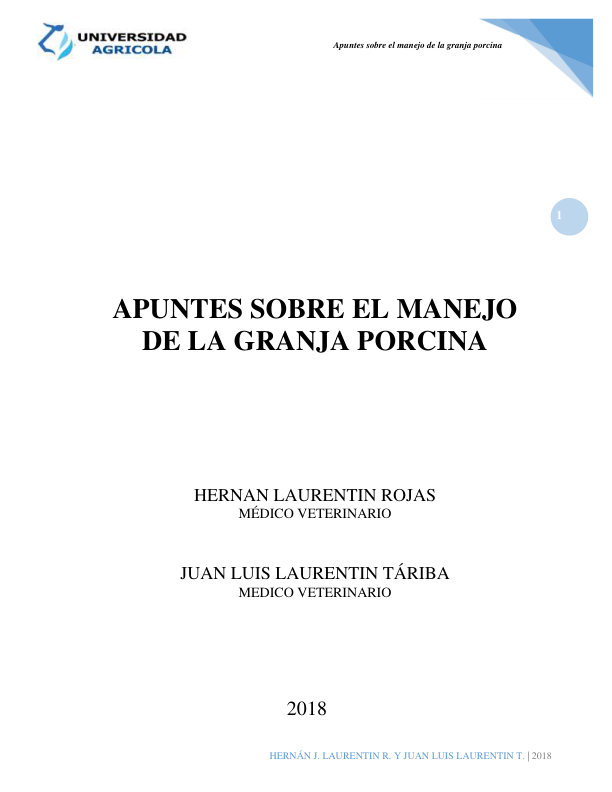 UNIVERSIDAD
AGRICOLA
Apuntes sobre el manejo de la granja porcina
1
APUNTES SOBRE EL MANEJO
DE LA GRANJA PORCINA
HERNAN LAURENTIN ROJAS
MÉDICO VETERINARIO
JUAN LUIS LAURENTIN TÁRIBA
MEDICO VETERINARIO
2018
HERNÁN J. LAURENTIN R. Y JUAN LUIS LAURENTIN T. | 2018